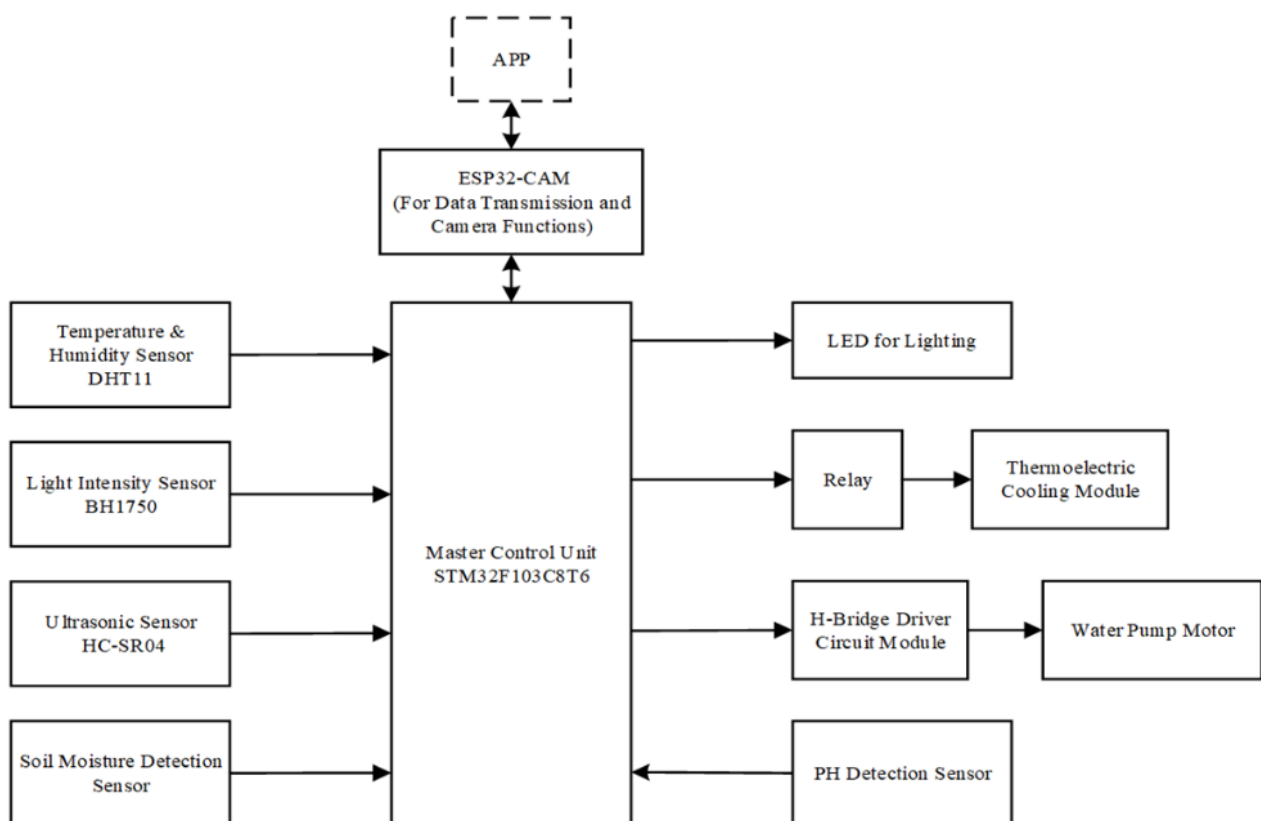 APP
ESP32-CAM
(For Data Transmission and
Camera Functions)
Temperature &
Humidity Sensor
DHT11
Light Intensity Sensor
BH1750
Ultrasonic Sensor
HC-SR04
Soil Moisture Detection
Sensor
Master Control Unit
STM32F103C8T6
LED for Lighting
Relay
Thermoelectric
Cooling Module
H-Bridge Driver
Circuit Module
Water Pump Motor
PH Detection Sensor